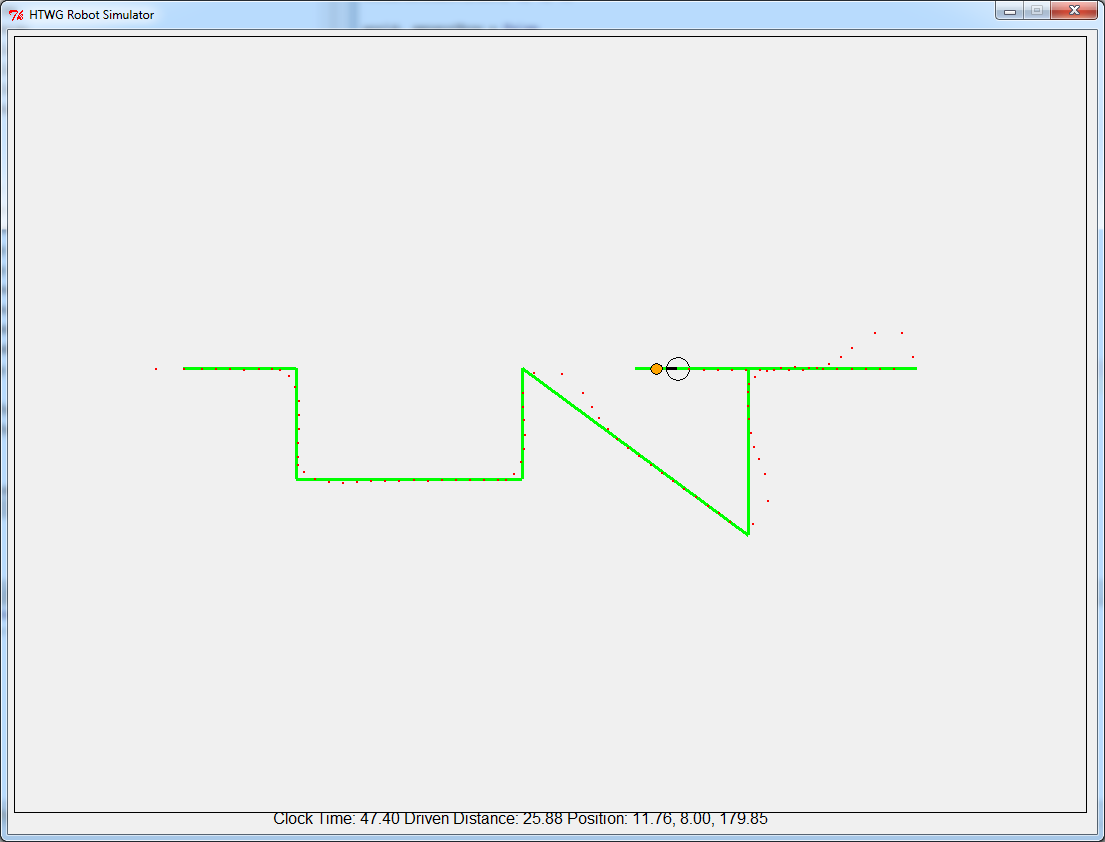 HTWG Robot Simulator
Clock Time: 47.40 Driven Distance: 25.88 Position: 11.76, 8.00, 179.85